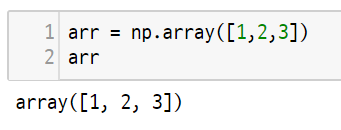 1 arr = np.array([1,2,3])
2 arr
array([1, 2, 3])